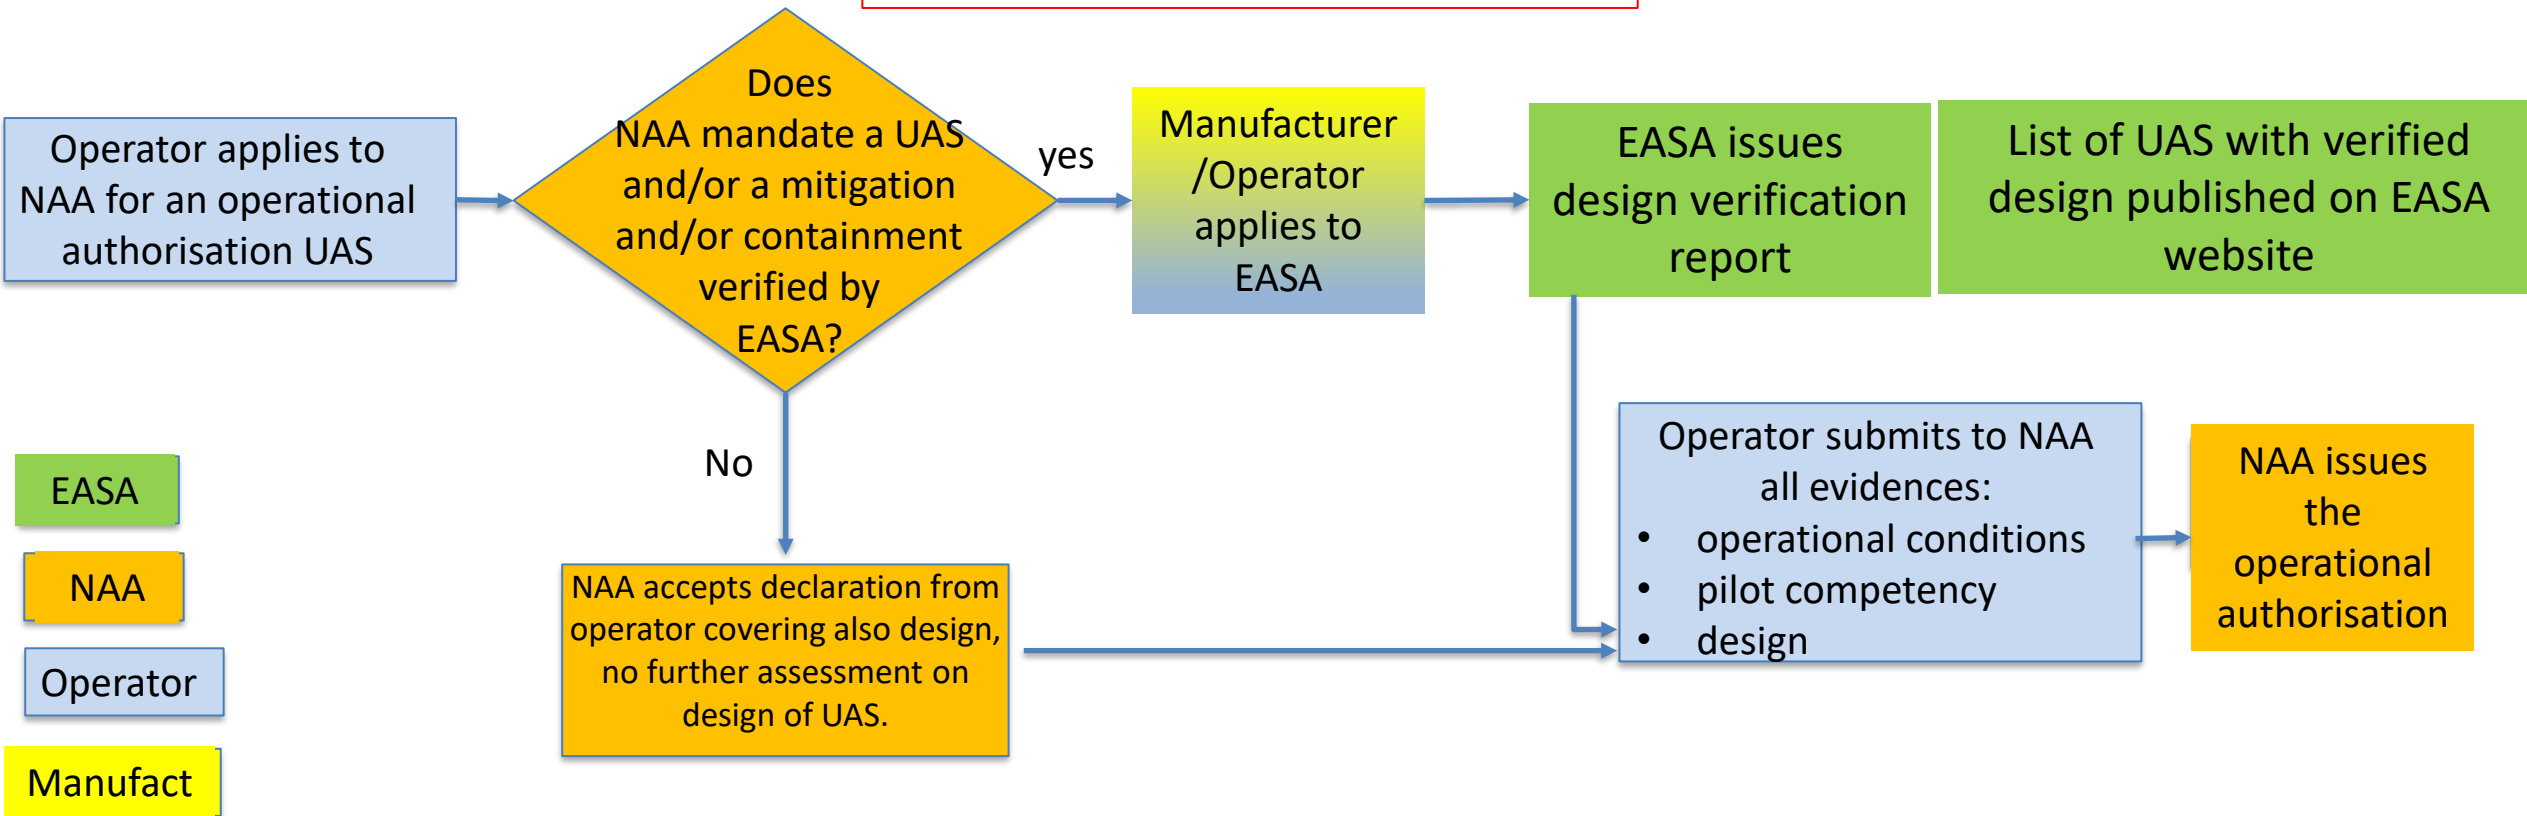 Operator applies to
NAA for an operational
authorisation UAS
Does
NAA mandate a UAS
and/or a mitigation
and/or containment
verified by
EASA?
yes
No
Manufacturer
/Operator
applies to
EASA
EASA issues
design verification
report
List of UAS with verified
design published on EASA
website
NAA accepts declaration from
operator covering also design,
no further assessment on
design of UAS.
Operator submits to NAA
all evidences:
• operational conditions
• pilot competency
• design
NAA issues
the
operational
authorisation
EASA
NAA
Operator
Manufact